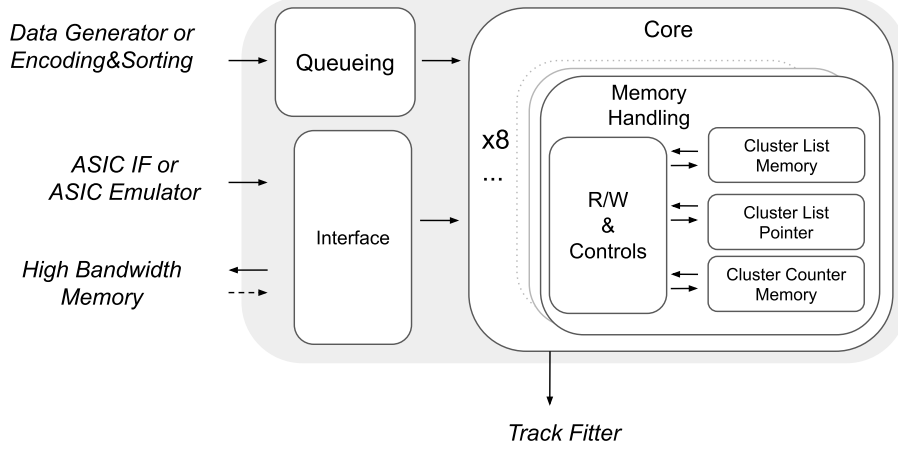 Data Generator or
Encoding&Sorting
Queueing
Core
ASIC IF or
ASIC Emulator
High Bandwidth
Memory
Interface
x8
...
Memory
Handling
R/W
&
Controls
Cluster List
Memory
Cluster List
Pointer
Cluster Counter
Memory
Track Fitter